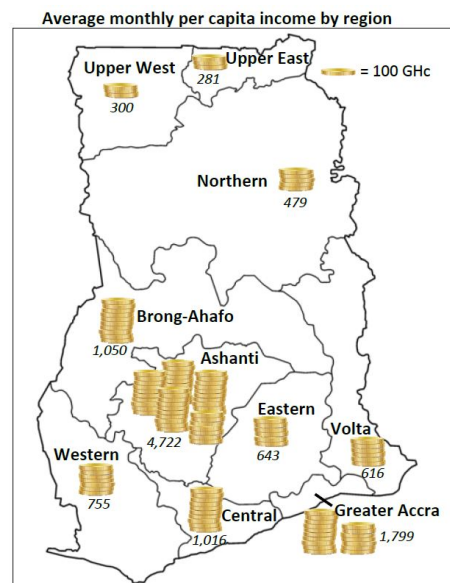 Average monthly per capita income by region
Upper West
300
Upper East
281
= 100 GHc
Northern
479
Brong-Ahafo
1,050
Ashanti
4,722
Eastern
643
Volta
616
Western
755
Central
1,016
Greater Accra
1,799